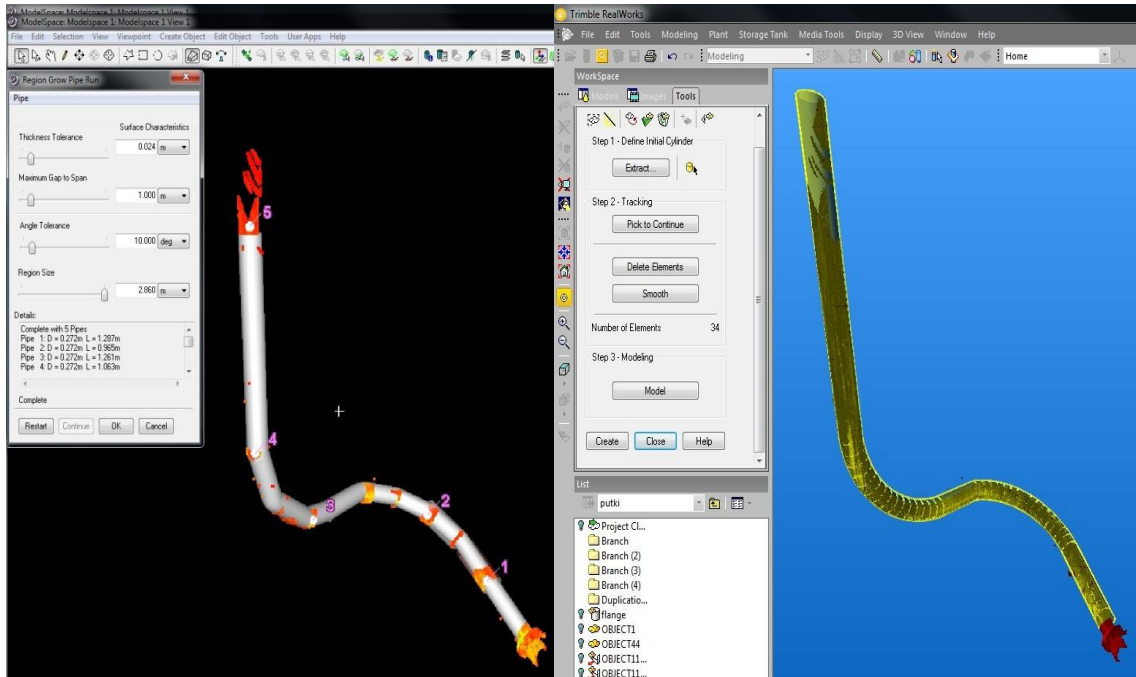 ModelSpace: Modelspace 1: Modelspace 1 View 1
ModelSpace: Modelspace 1: Modelspace 1 View 1
File Edit Selection View Viewpoint Create Object Edit Object Tools User Apps Help
Region Grow Pipe Run
Pipe
Surface Characteristics
Thickness Tolerance
0.024 m
Maximum Gap to Span
1.000 m
Angle Tolerance
10.000 deg
Region Size
2.860 m
Details:
Complete with 5 Pipes
Pipe 1: D = 0.272m L = 1.287m
Pipe 2: D = 0.272m L = 0.965m
Pipe 3: D = 0.272m L = 1.261m
Pipe 4: D = 0.272m L = 1.063m
Complete
Restart Continue OK Cancel
5
4
3
2
1
Trimble RealWorks
File Edit Tools Modeling Plant Storage Tank Media Tools Display 3D View Window Help
Modeling Home
WorkSpace
Models Images Tools
Step 1 - Define Initial Cylinder
Extract...
Step 2 - Tracking
Pick to Continue
Delete Elements
Smooth
Number of Elements 34
Step 3 - Modeling
Model
Create Close Help
List
putki
Project Cl...
Branch
Branch (2)
Branch (3)
Branch (4)
Duplicatio...
flange
OBJECT1
OBJECT44
OBJECT11...
OBJECT11...